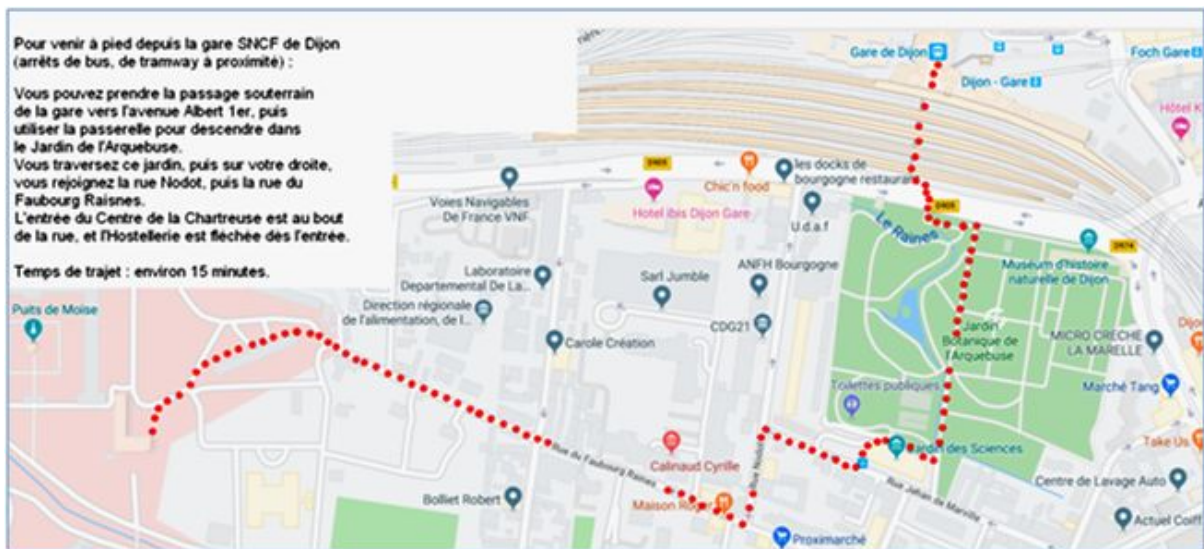 Pour venir à pied depuis la gare SNCF de Dijon
(arrêts de bus, de tramway à proximité) :
Vous pouvez prendre la passage souterrain
de la gare vers l'avenue Albert 1er, puis
utiliser la passerelle pour descendre dans
le Jardin de l'Arquebuse.
Vous traversez ce jardin, puis sur votre droite,
vous rejoignez la rue Nodot, puis la rue du
Faubourg Raisnes.
L'entrée du Centre de la Chartreuse est au bout
de la rue, et l'Hostellerie est fléchée dès l'entrée.
Temps de trajet : environ 15 minutes.
Gare de Dijon
Foch Gare
Dijon - Gare
Hôtel K
D905
Chic'n food
les docks de
bourgogne restaurant
Voies Navigables
De France VNF
Hotel ibis Dijon Gare
U.d.a.f
D905
Le Raines
D974
Muséum d'histoire
naturelle de Dijon
Laboratoire
Departemental De La...
Sarl Jumble
ANFH Bourgogne
Puits de Moïse
Direction régionale
de l'alimentation, de l...
CDG21
Carole Création
Jardin
Botanique de
l'Arquebuse
MICRO CRECHE
LA MARELLE
Dijo
Toilettes publiques
Marché Tang
Calinaud Cyrille
Rue Nodot
Jardin des Sciences
Take Us
Rue du Faubourg Raines
Rue Jehan de Marville
Centre de Lavage Auto
Bolliet Robert
Maison Roger
Actuel Coiff
Proximarché